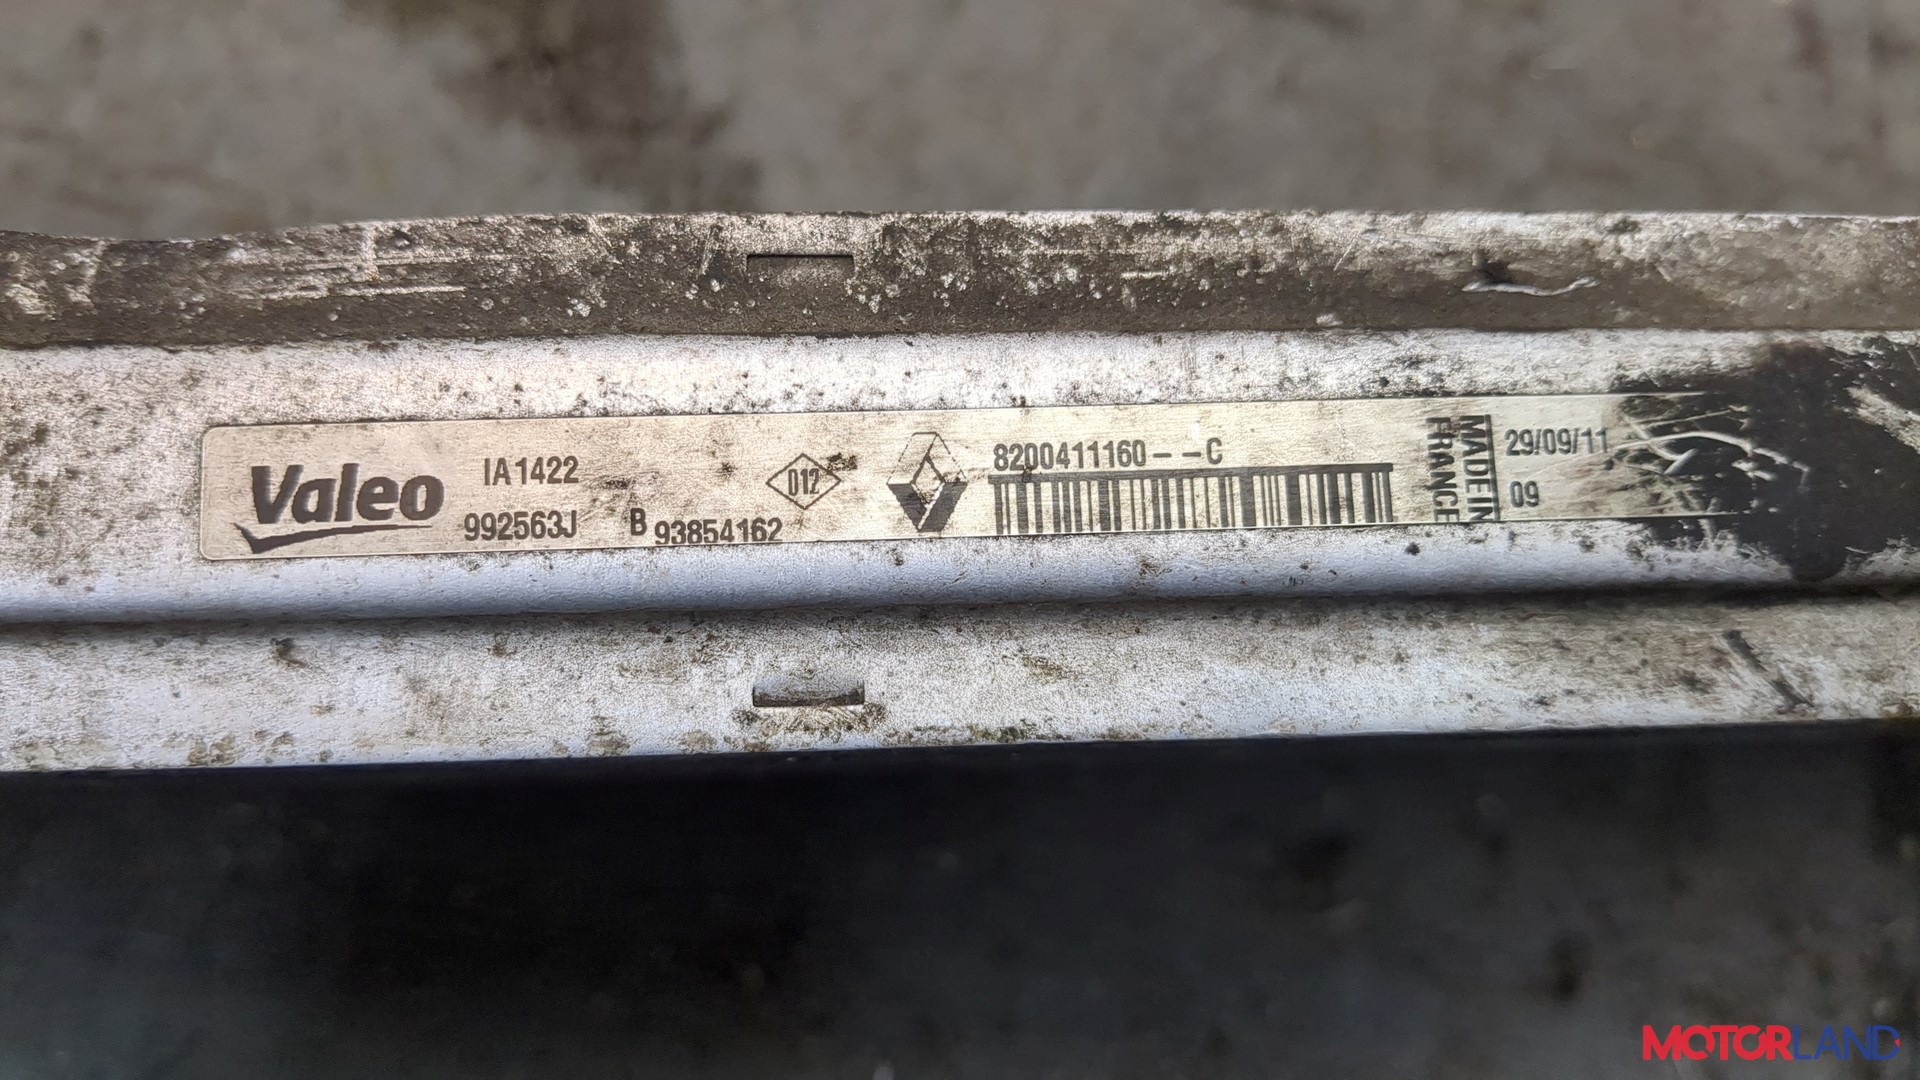 Valeo
IA1422
992563J
B 93854162
D12
8200411160--C
MADE IN
FRANCE
29/09/11
09
MOTORLAND